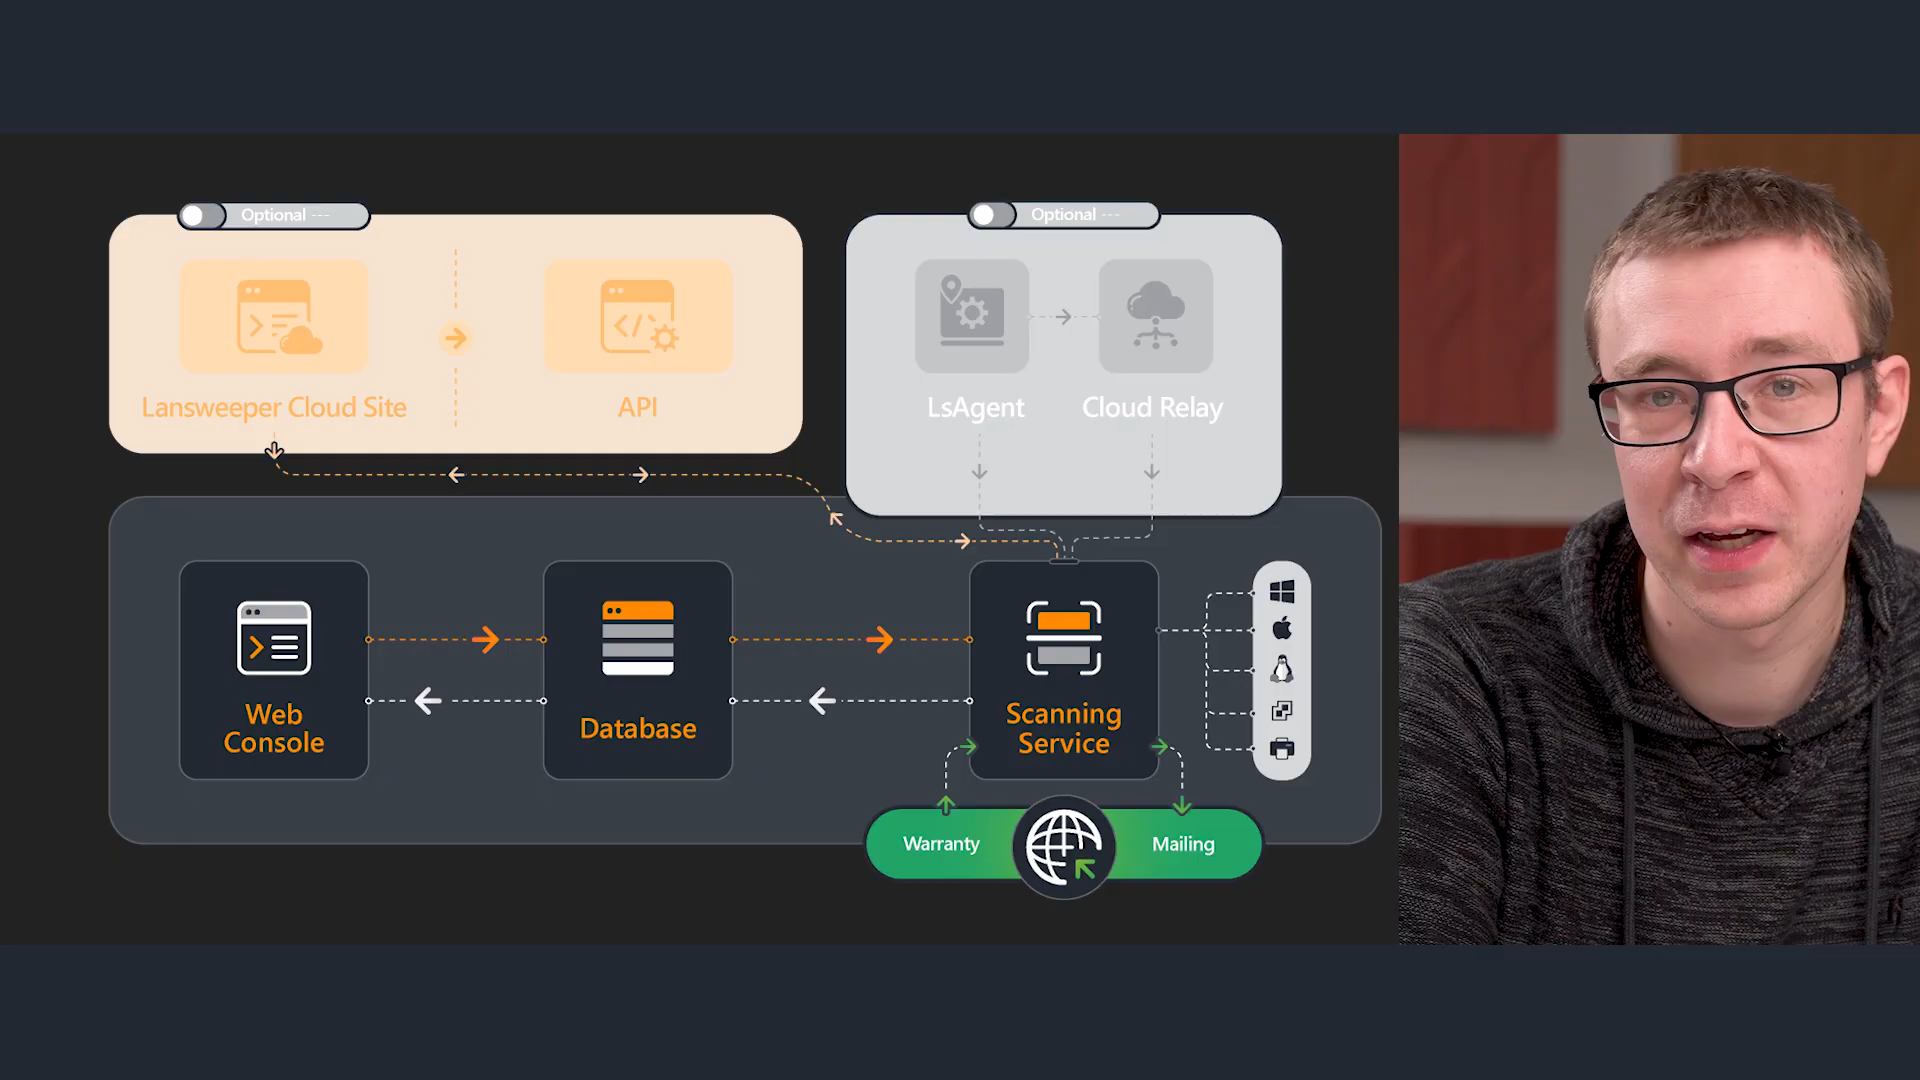 Optional ---
Optional ---
Lansweeper Cloud Site
API
LsAgent
Cloud Relay
Web
Console
Database
Scanning
Service
Warranty
Mailing